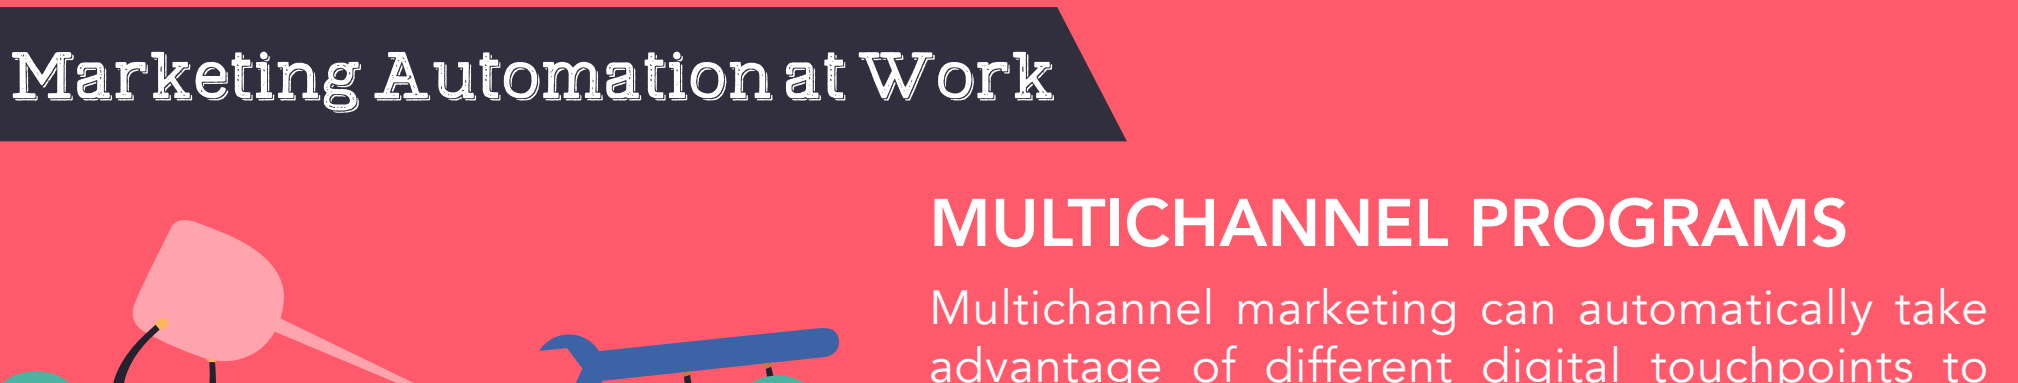 Marketing Automation at Work
MULTICHANNEL PROGRAMS
Multichannel marketing can automatically take
advantage of different digital touchpoints to